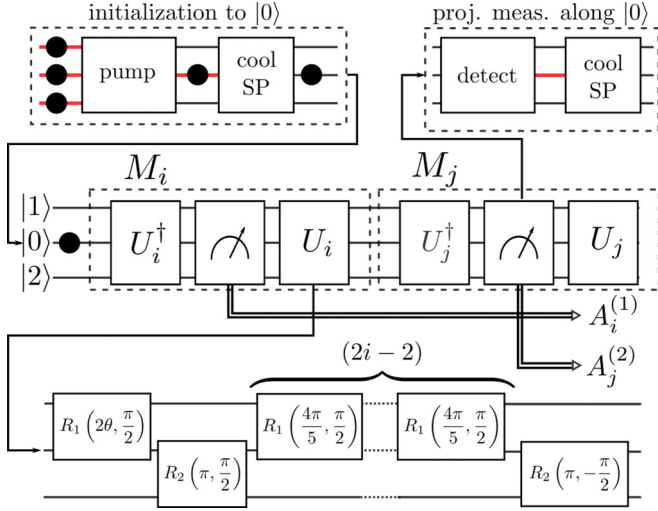 initialization to |0⟩
proj. meas. along |0⟩
pump
cool
SP
detect
cool
SP
M_i
M_j
|1⟩
|0⟩
|2⟩
U_i^†
U_i
U_j^†
U_j
A_i^{(1)}
A_j^{(2)}
(2i − 2)
R_1 (2θ, π/2)
R_1 (4π/5, π/2)
R_1 (4π/5, π/2)
R_2 (π, π/2)
R_2 (π, −π/2)